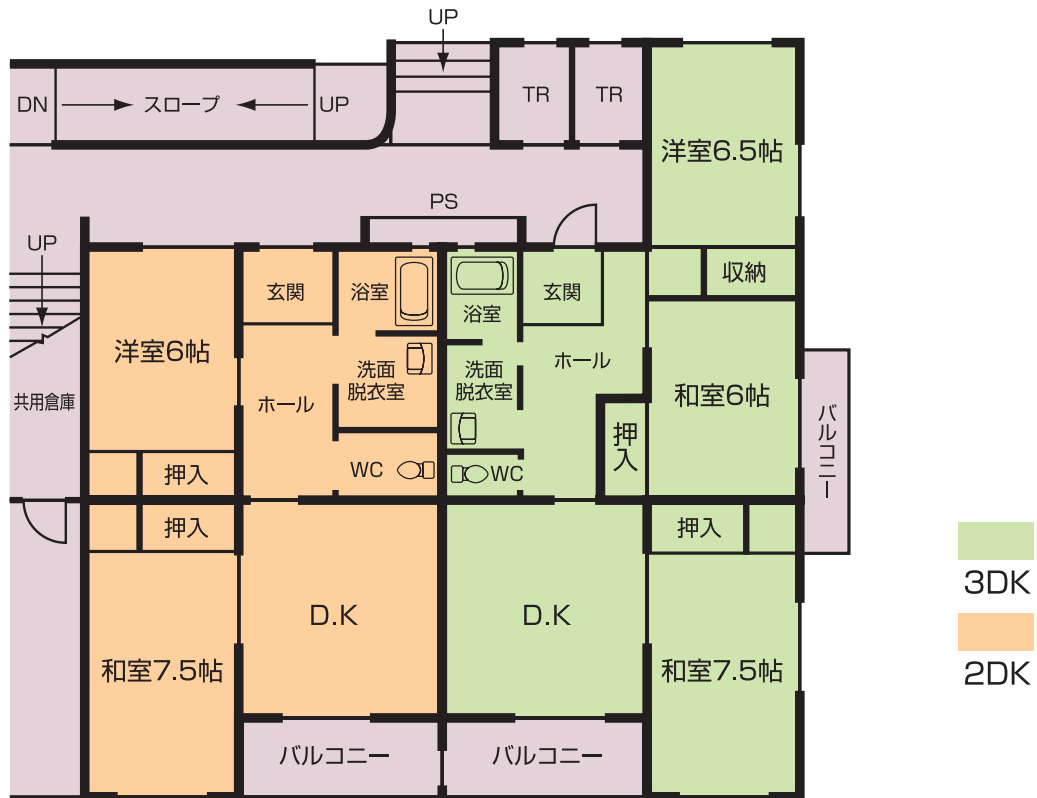 UP
DN
スロープ
UP
TR
TR
洋室6.5帖
PS
UP
収納
玄関
浴室
浴室
玄関
洋室6帖
洗面
脱衣室
洗面
脱衣室
ホール
和室6帖
共用倉庫
ホール
押入
バルコニー
押入
WC
WC
押入
押入
D.K
D.K
和室7.5帖
和室7.5帖
バルコニー
バルコニー
3DK
2DK